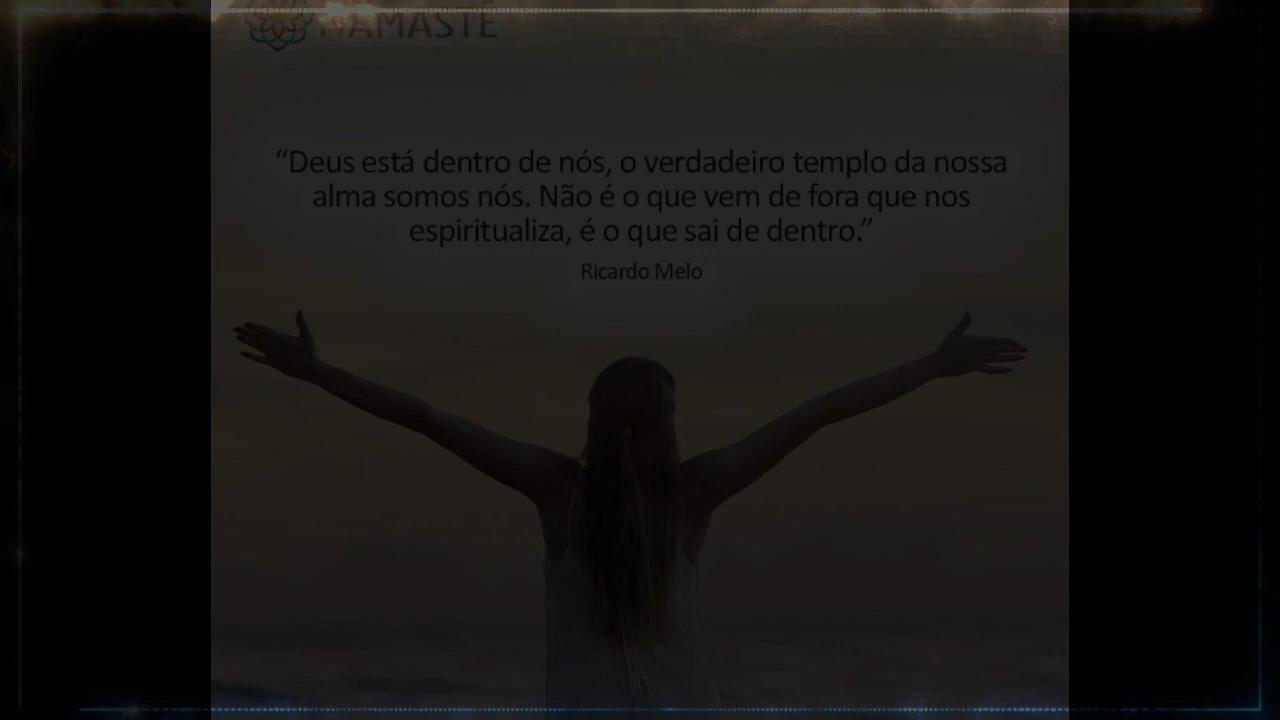 NAMASTE
“Deus está dentro de nós, o verdadeiro templo da nossa
alma somos nós. Não é o que vem de fora que nos
espiritualiza, é o que sai de dentro.”
Ricardo Melo